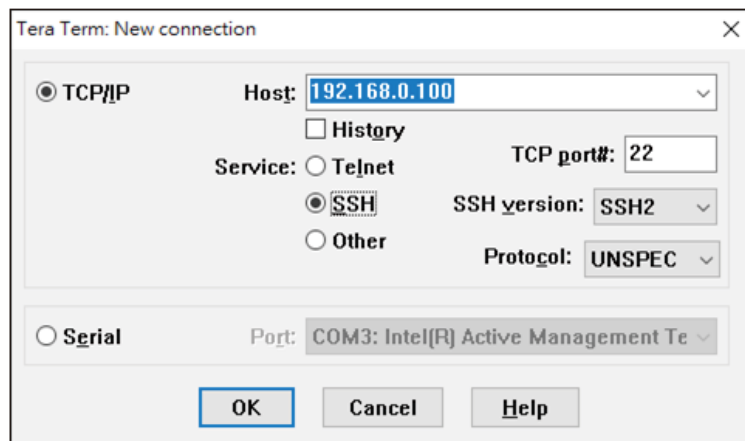 Tera Term: New connection
TCP/IP
Host: 192.168.0.100
History
Service: Telnet
TCP port#: 22
SSH
SSH version: SSH2
Other
Protocol: UNSPEC
Serial
Port: COM3: Intel(R) Active Management Te
OK Cancel Help